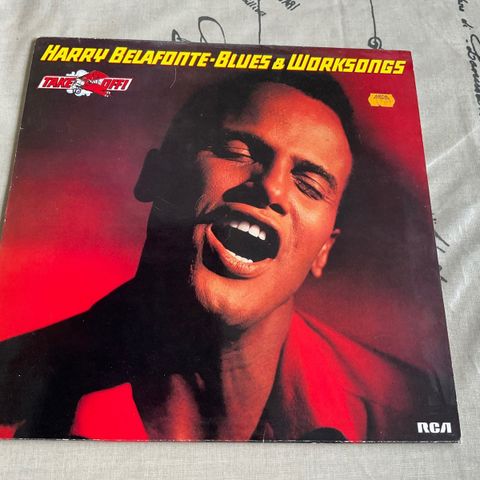 HARRY BELAFONTE-BLUES & WORKSONGS
TAKE OFF!
RCA